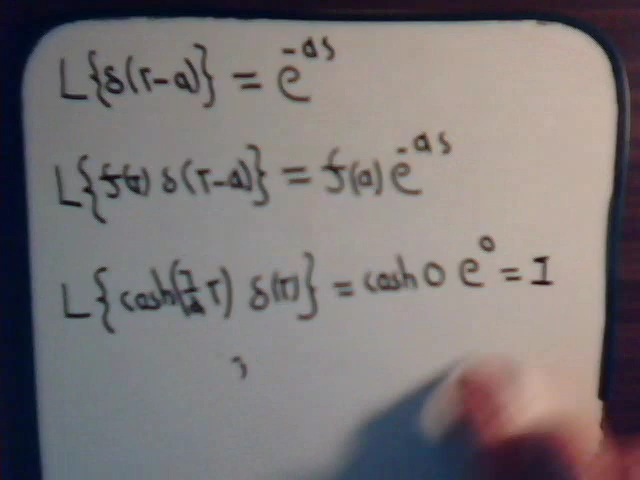 L{δ(T-a)} = e^-as
L{f(t) δ(T-a)} = f(a) e^-as
L{cosh( T) δ(T)} = cosh 0 e^0 = 1